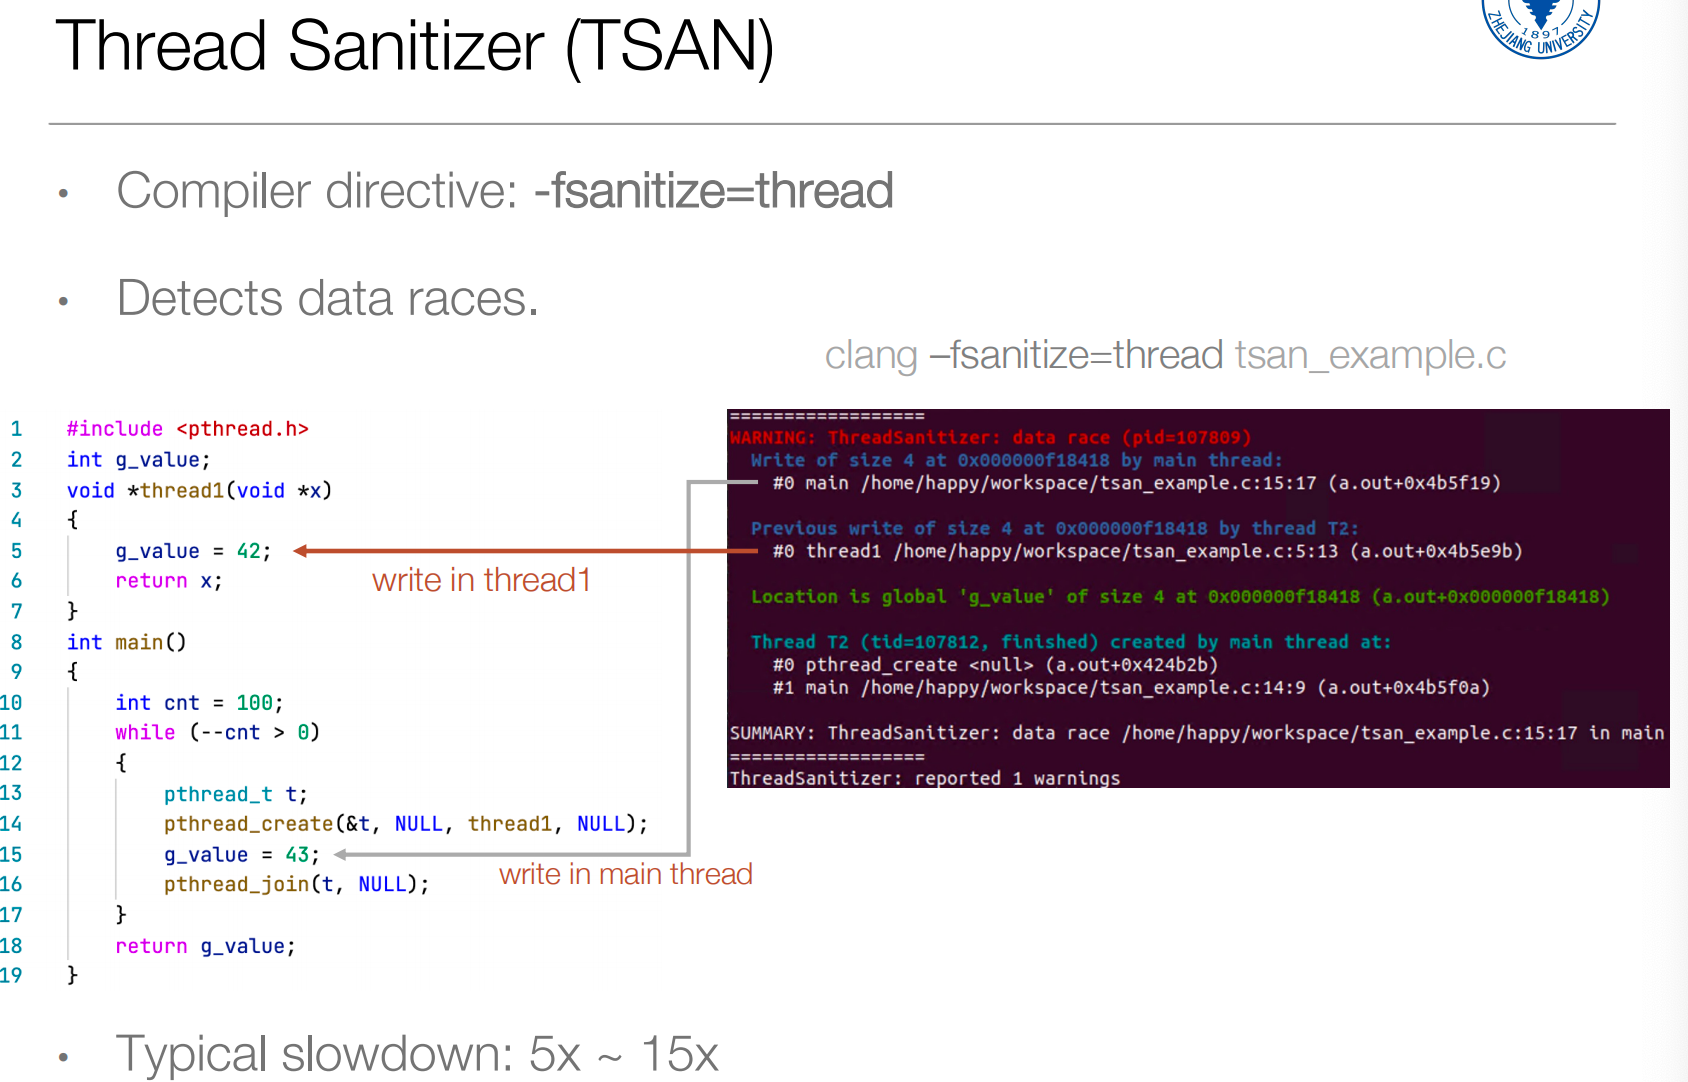 Thread Sanitizer (TSAN)
ZHEJIANG UNIVERSITY
1897
• Compiler directive: -fsanitize=thread
• Detects data races.
clang –fsanitize=thread tsan_example.c
1 #include <pthread.h>
2 int g_value;
3 void *thread1(void *x)
4 {
5 g_value = 42;
6 return x;
7 }
8 int main()
9 {
10 int cnt = 100;
11 while (--cnt > 0)
12 {
13 pthread_t t;
14 pthread_create(&t, NULL, thread1, NULL);
15 g_value = 43;
16 pthread_join(t, NULL);
17 }
18 return g_value;
19 }
write in thread1
write in main thread
==================
WARNING: ThreadSanitizer: data race (pid=107809)
Write of size 4 at 0x000000f18418 by main thread:
#0 main /home/happy/workspace/tsan_example.c:15:17 (a.out+0x4b5f19)
Previous write of size 4 at 0x000000f18418 by thread T2:
#0 thread1 /home/happy/workspace/tsan_example.c:5:13 (a.out+0x4b5e9b)
Location is global 'g_value' of size 4 at 0x000000f18418 (a.out+0x000000f18418)
Thread T2 (tid=107812, finished) created by main thread at:
#0 pthread_create <null> (a.out+0x424b2b)
#1 main /home/happy/workspace/tsan_example.c:14:9 (a.out+0x4b5f0a)
SUMMARY: ThreadSanitizer: data race /home/happy/workspace/tsan_example.c:15:17 in main
==================
ThreadSanitizer: reported 1 warnings
• Typical slowdown: 5x ~ 15x